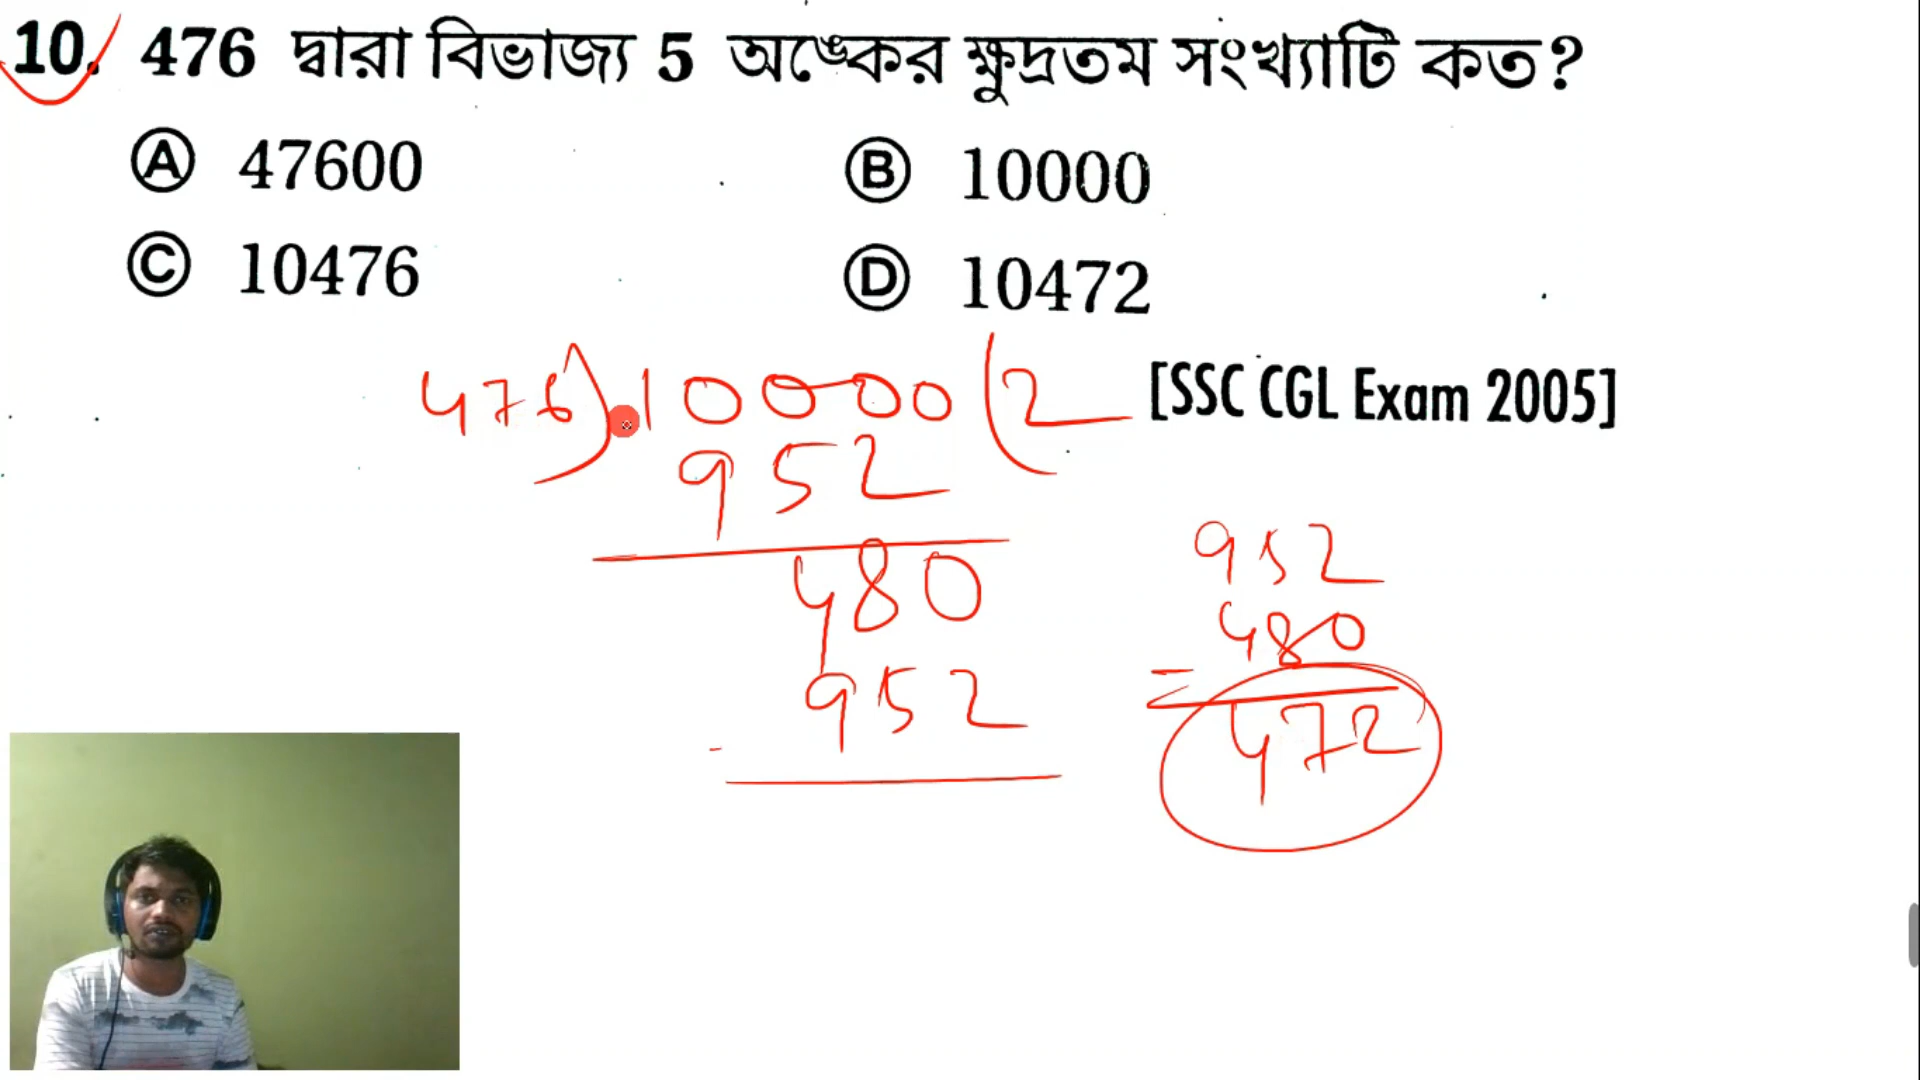 10. 476 দ্বারা বিভাজ্য 5 অঙ্কের ক্ষুদ্রতম সংখ্যাটি কত?
Ⓐ 47600 Ⓑ 10000
Ⓒ 10476 Ⓓ 10472
[SSC CGL Exam 2005]
476) 10000 (2
952
480
952
-
952
480
=
472